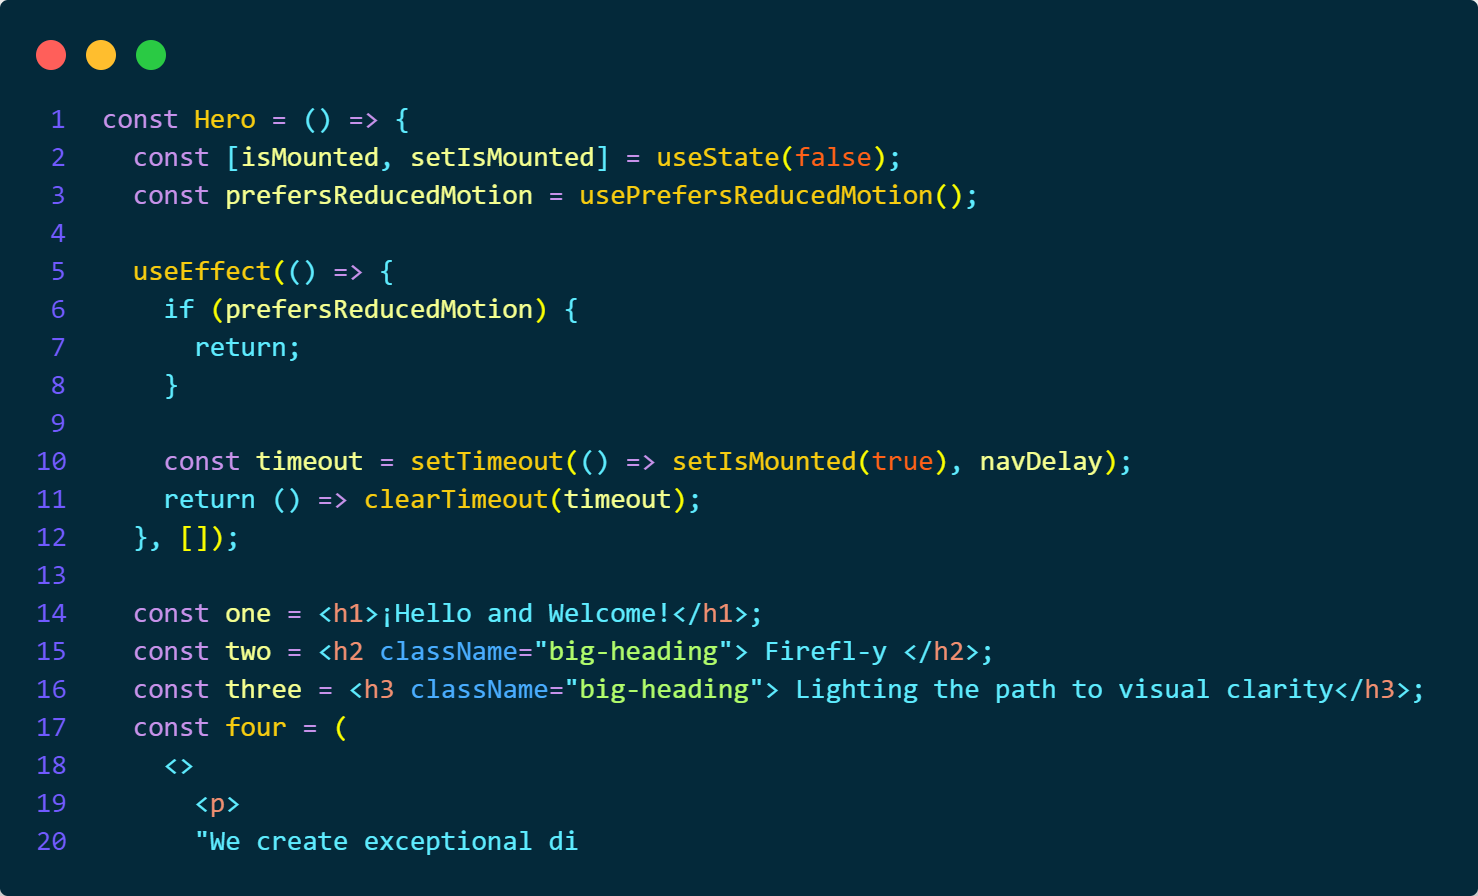 1 const Hero = () => {
2 const [isMounted, setIsMounted] = useState(false);
3 const prefersReducedMotion = usePrefersReducedMotion();
4
5 useEffect(() => {
6 if (prefersReducedMotion) {
7 return;
8 }
9
10 const timeout = setTimeout(() => setIsMounted(true), navDelay);
11 return () => clearTimeout(timeout);
12 }, []);
13
14 const one = <h1>¡Hello and Welcome!</h1>;
15 const two = <h2 className="big-heading"> Firefl-y </h2>;
16 const three = <h3 className="big-heading"> Lighting the path to visual clarity</h3>;
17 const four = (
18 <>
19 <p>
20 "We create exceptional di